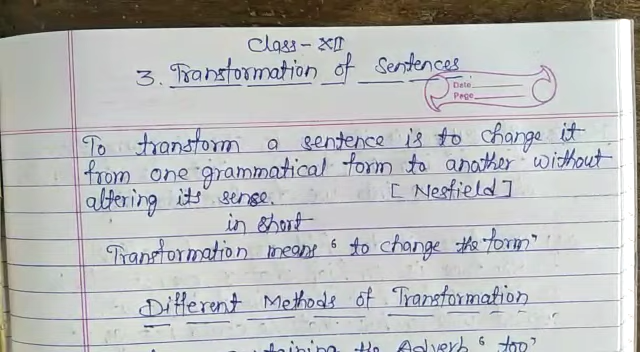 Class - XII
3. Transformation of Sentences
Date
Page
To transform a sentence is to change it
from one grammatical form to another without
altering its sense. [Nesfield]
in short
Transformation means ‘to change the form’
Different Methods of Transformation
the Adverb ‘too’